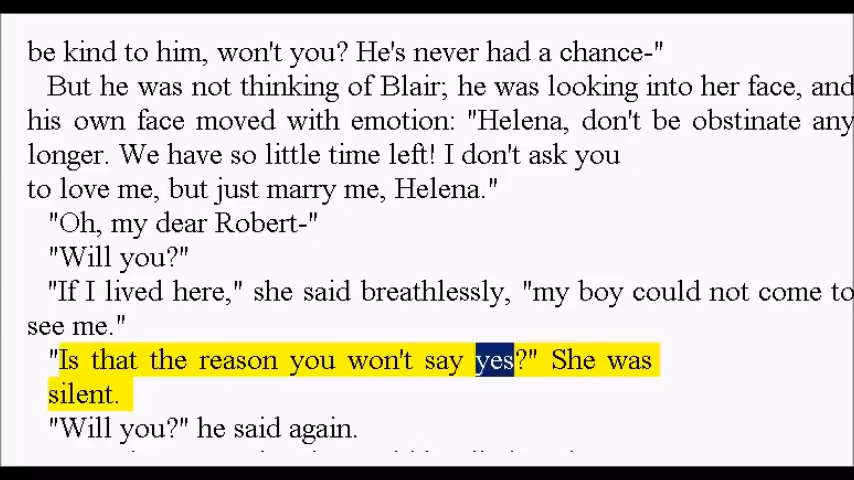 be kind to him, won't you? He's never had a chance-"
But he was not thinking of Blair; he was looking into her face, and
his own face moved with emotion: "Helena, don't be obstinate any
longer. We have so little time left! I don't ask you
to love me, but just marry me, Helena."
"Oh, my dear Robert-"
"Will you?"
"If I lived here," she said breathlessly, "my boy could not come to
see me."
"Is that the reason you won't say yes?" She was
silent.
"Will you?" he said again.